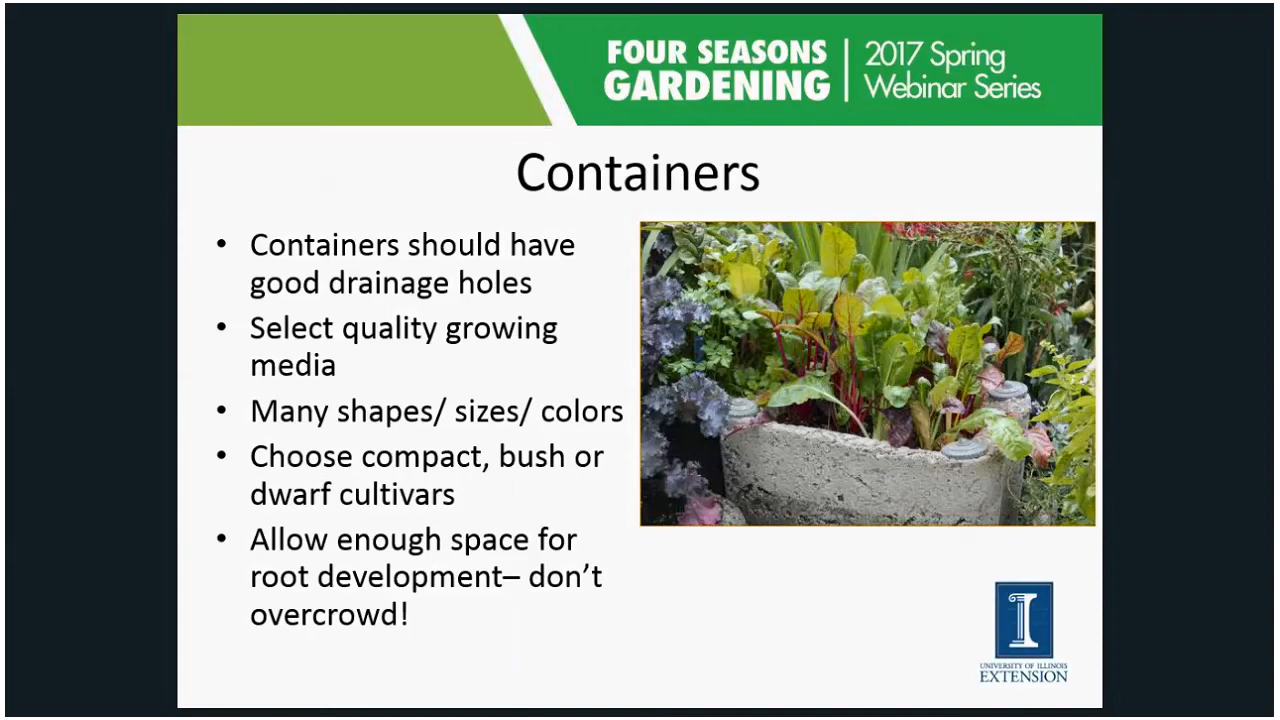 FOUR SEASONS
GARDENING
2017 Spring
Webinar Series
Containers
• Containers should have
good drainage holes
• Select quality growing
media
• Many shapes/ sizes/ colors
• Choose compact, bush or
dwarf cultivars
• Allow enough space for
root development– don’t
overcrowd!
I
UNIVERSITY OF ILLINOIS
EXTENSION